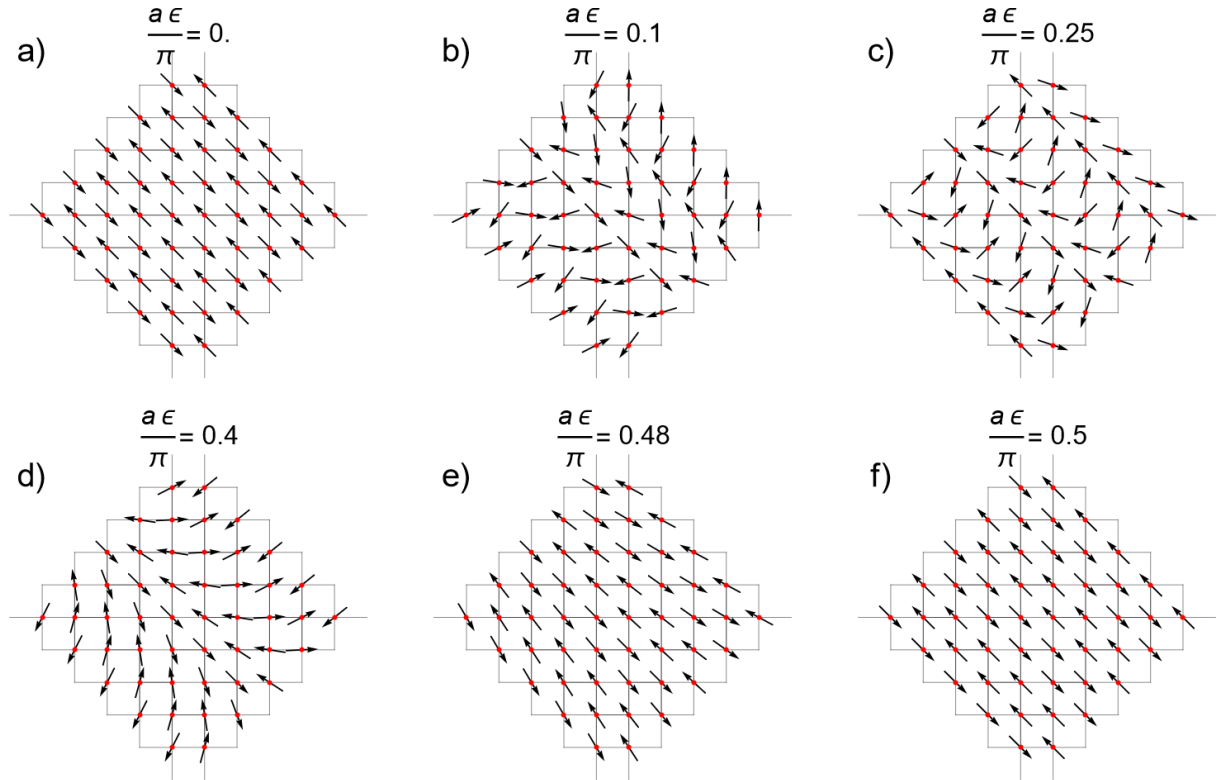 a) aϵ/π = 0.
b) aϵ/π = 0.1
c) aϵ/π = 0.25
d) aϵ/π = 0.4
e) aϵ/π = 0.48
f) aϵ/π = 0.5